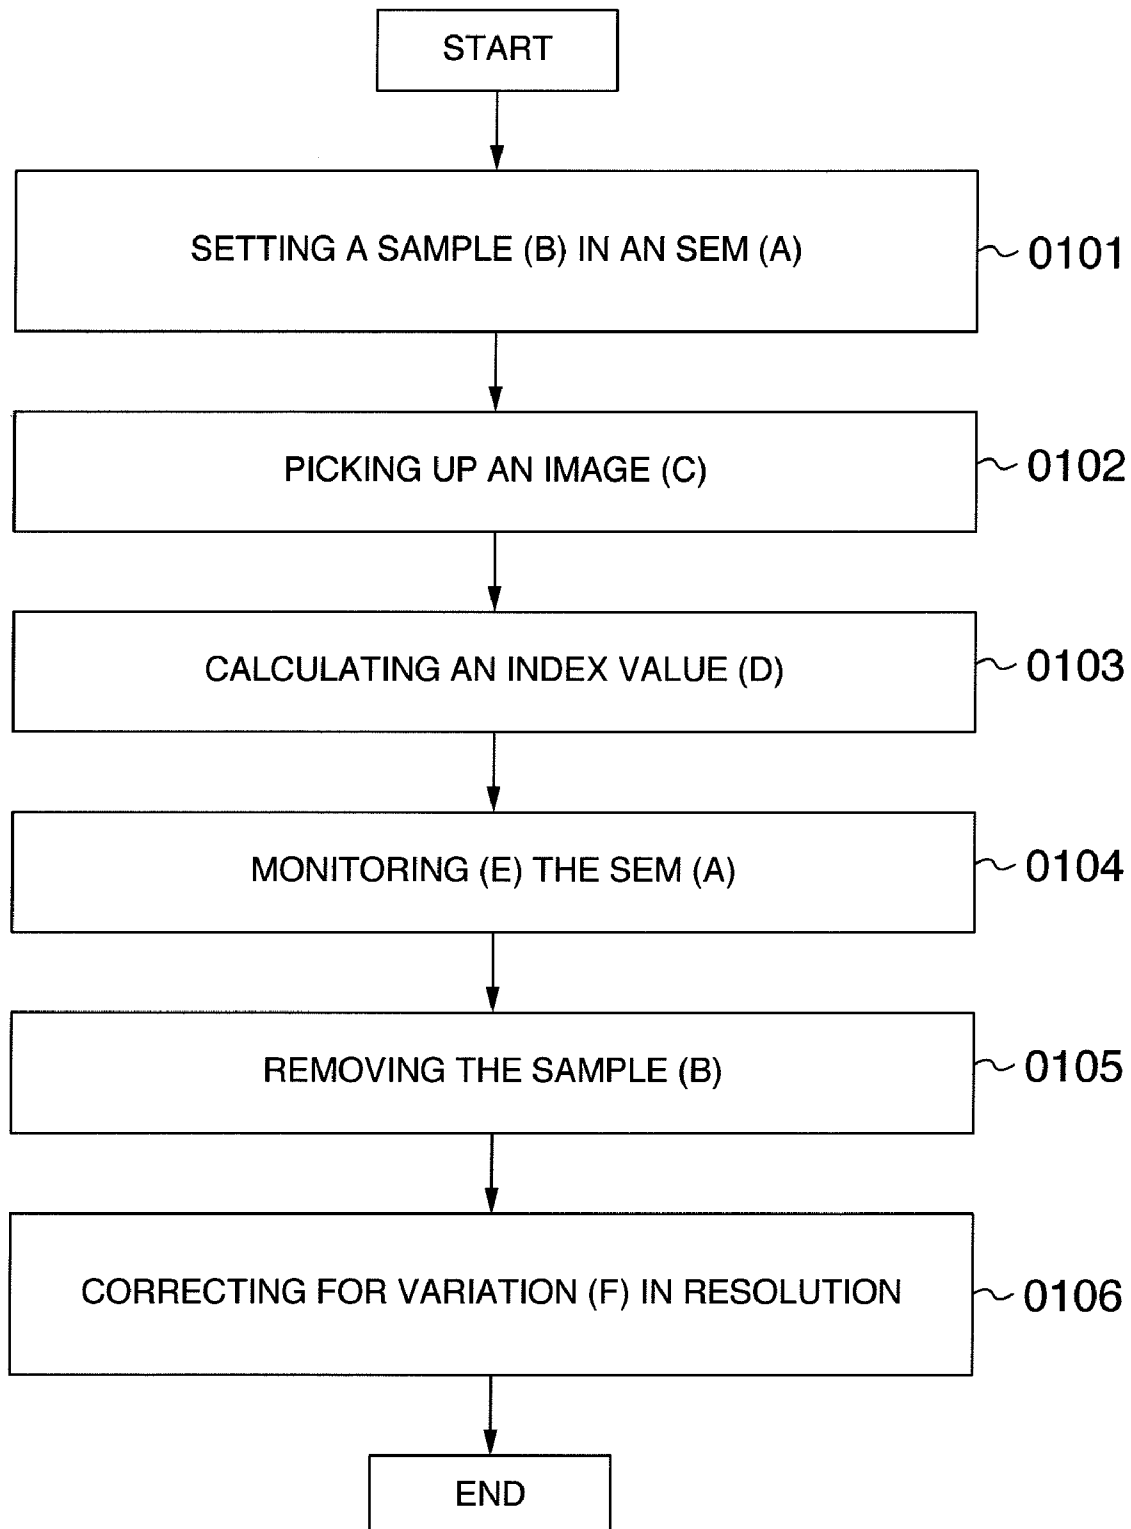 START
SETTING A SAMPLE (B) IN AN SEM (A)
0101
PICKING UP AN IMAGE (C)
0102
CALCULATING AN INDEX VALUE (D)
0103
MONITORING (E) THE SEM (A)
0104
REMOVING THE SAMPLE (B)
0105
CORRECTING FOR VARIATION (F) IN RESOLUTION
0106
END